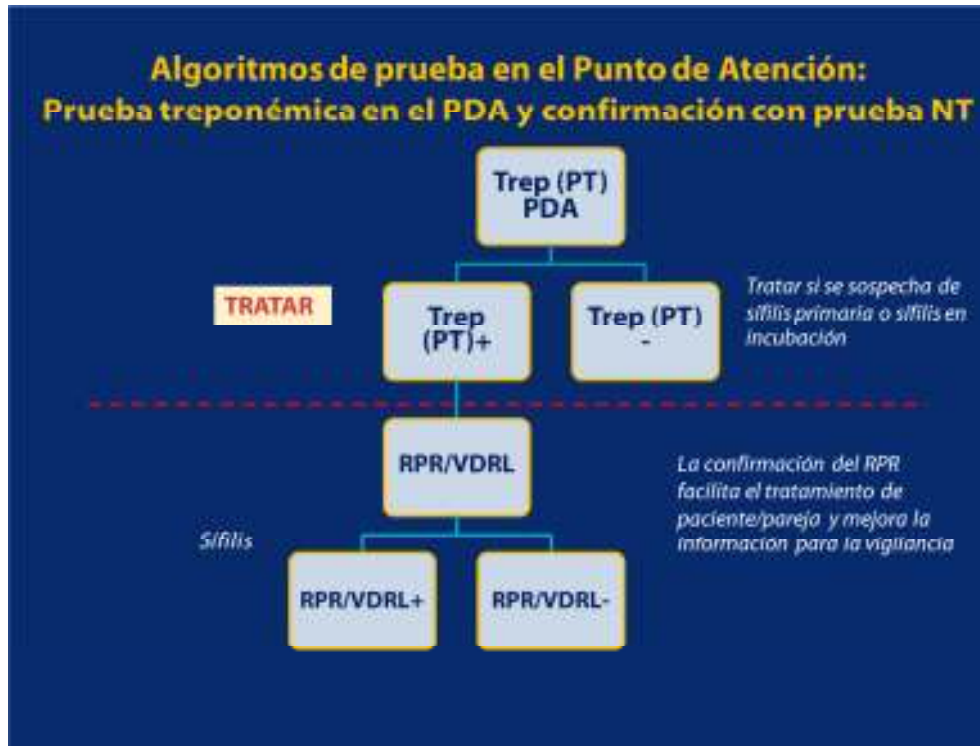 Algoritmos de prueba en el Punto de Atención:
Prueba treponémica en el PDA y confirmación con prueba NT
Trep (PT)
PDA
TRATAR
Trep
(PT)+
Trep (PT)
-
Tratar si se sospecha de
sífilis primaria o sífilis en
incubación
RPR/VDRL
La confirmación del RPR
facilita el tratamiento de
paciente/pareja y mejora la
información para la vigilancia
Sífilis
RPR/VDRL+
RPR/VDRL-